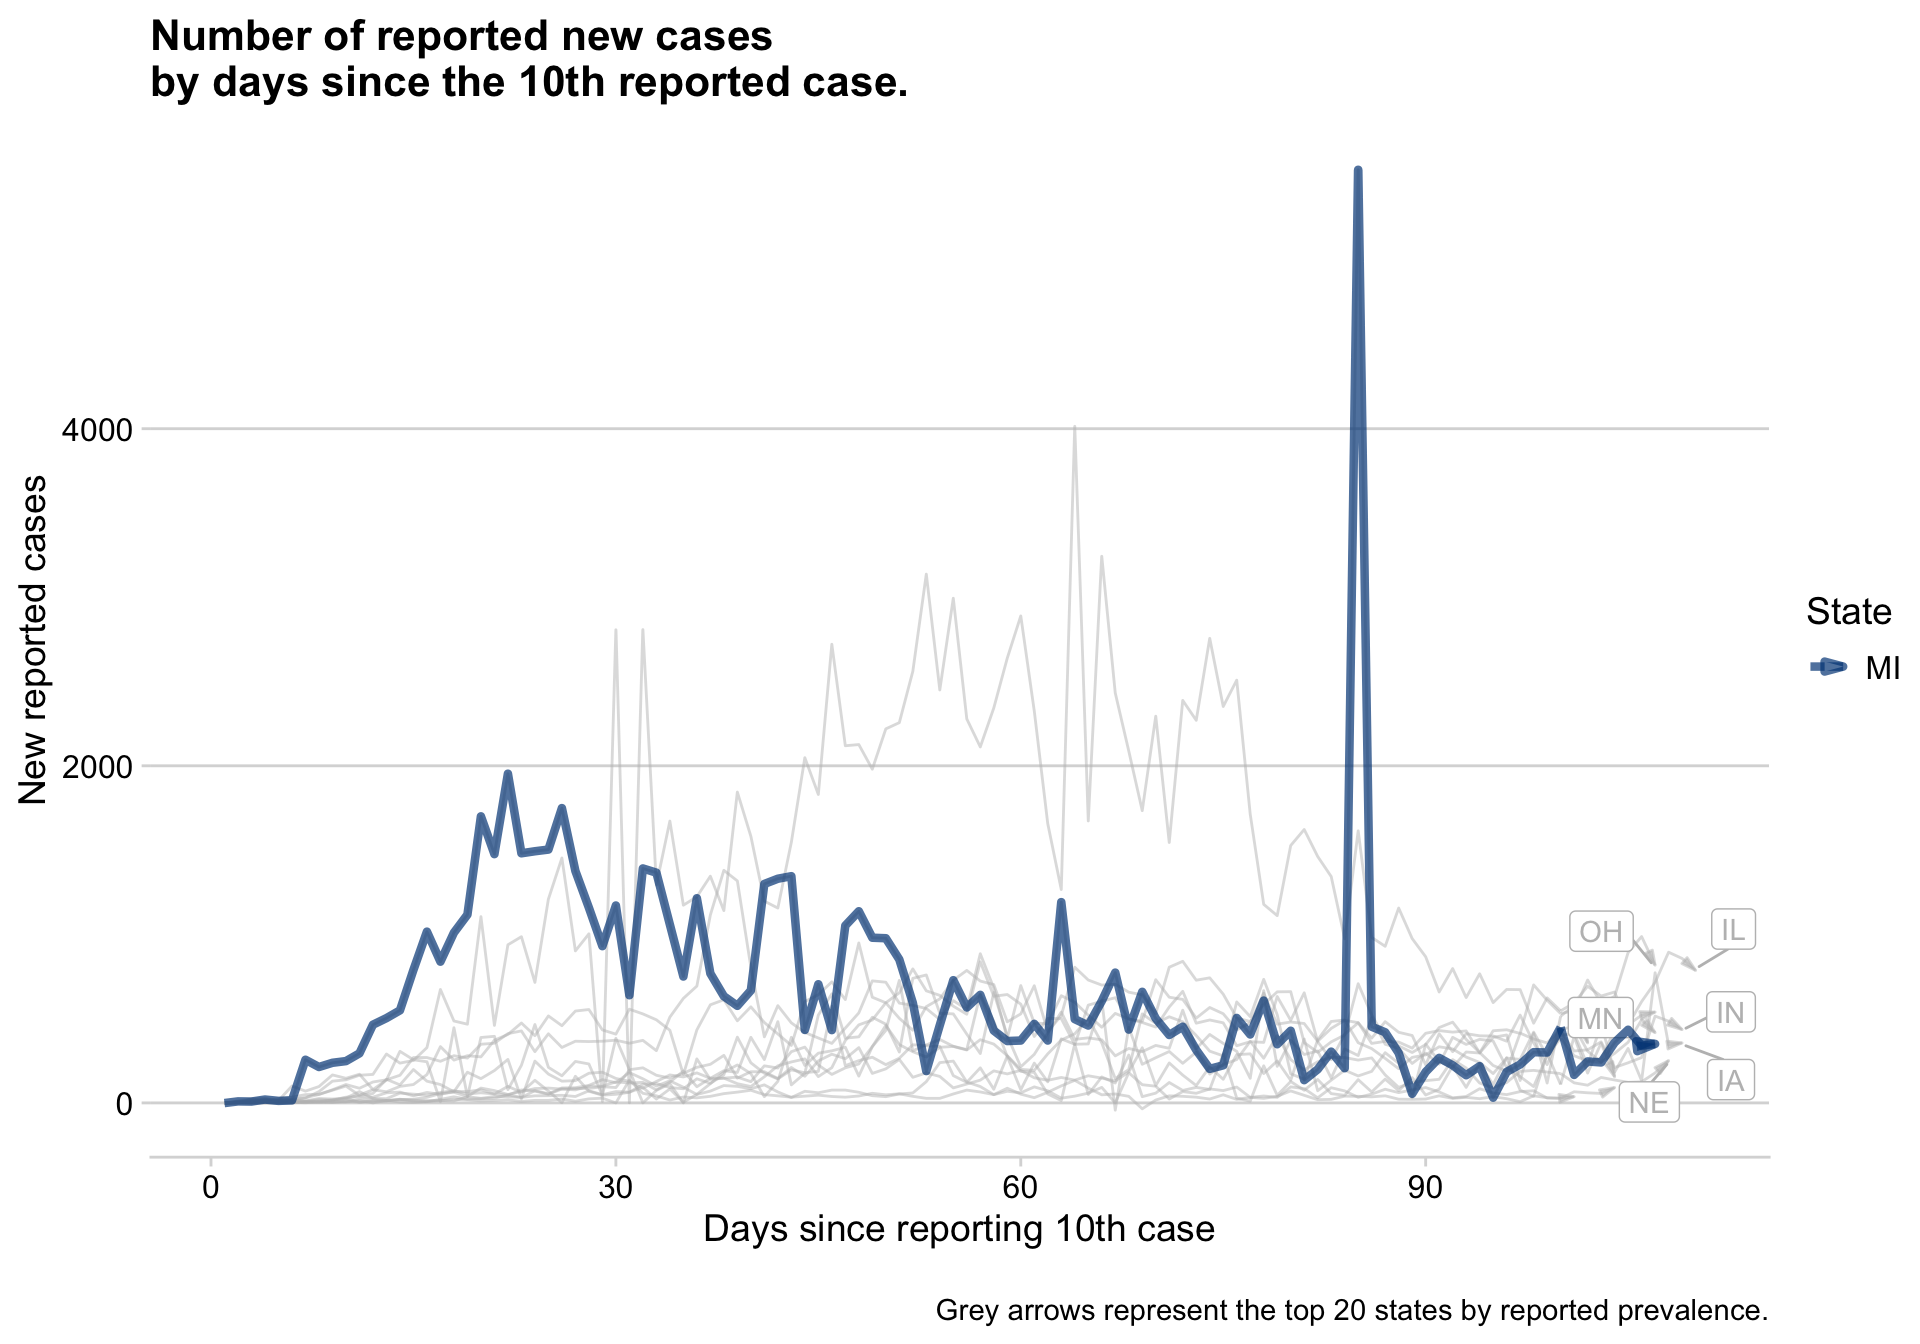 Number of reported new cases
by days since the 10th reported case.
New reported cases
4000
2000
0
0
30
60
90
Days since reporting 10th case
OH
IL
MN
IN
IA
NE
State
MI
Grey arrows represent the top 20 states by reported prevalence.